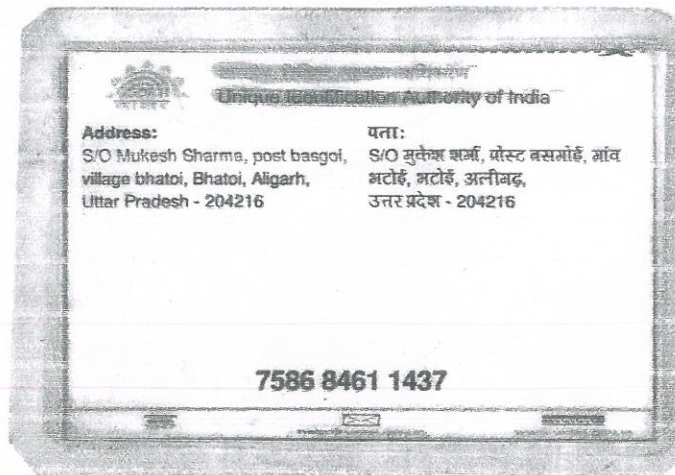 Unique Identification Authority of India
Address:
S/O Mukesh Sharma, post basgoi,
village bhatoi, Bhatoi, Aligarh,
Uttar Pradesh - 204216
पता:
S/O मुकेश शर्मा, पोस्ट बसगोई, गांव
भटोई, भटोई, अलीगढ़,
उत्तर प्रदेश - 204216
7586 8461 1437